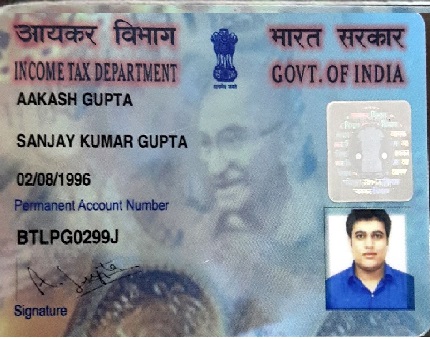 आयकर विभाग
INCOME TAX DEPARTMENT
भारत सरकार
GOVT. OF INDIA
AAKASH GUPTA
SANJAY KUMAR GUPTA
02/08/1996
Permanent Account Number
BTLPG0299J
A. Gupta
Signature